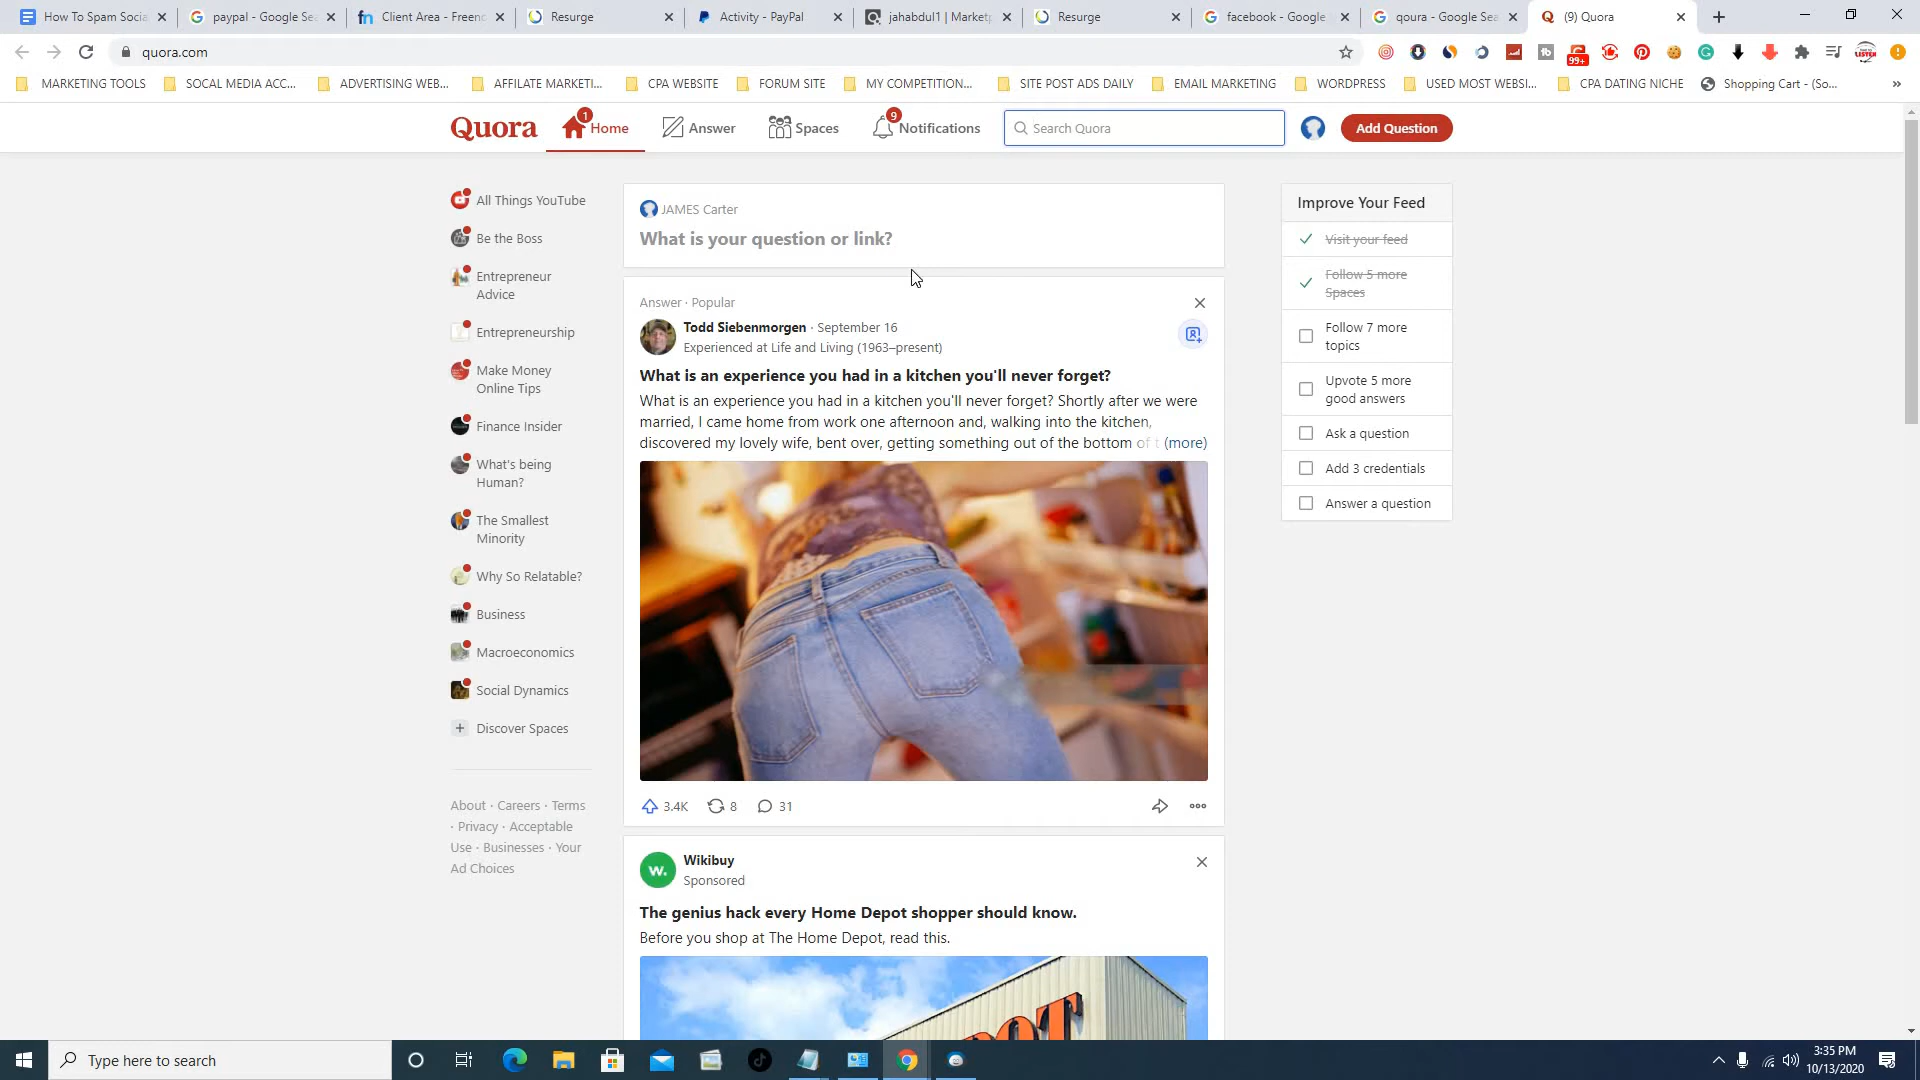 How To Spam Socia
paypal - Google Sea
Client Area - Freeno
Resurge
Activity - PayPal
jahabdul1 | Marketp
Resurge
facebook - Google
qoura - Google Sea
(9) Quora
quora.com
99+
MARKETING TOOLS
SOCAL MEDIA ACC...
ADVERTISING WEB...
AFFILATE MARKETI...
CPA WEBSITE
FORUM SITE
MY COMPETITION...
SITE POST ADS DAILY
EMAIL MARKETING
WORDPRESS
USED MOST WEBSI...
CPA DATING NICHE
Shopping Cart - (So...
Quora
1
Home
Answer
Spaces
9
Notifications
Search Quora
Add Question
All Things YouTube
Be the Boss
Entrepreneur
Advice
Entrepreneurship
Make Money
Online Tips
Finance Insider
What's being
Human?
The Smallest
Minority
Why So Relatable?
Business
Macroeconomics
Social Dynamics
Discover Spaces
About · Careers · Terms
· Privacy · Acceptable
Use · Businesses · Your
Ad Choices
JAMES Carter
What is your question or link?
Answer · Popular
Todd Siebenmorgen · September 16
Experienced at Life and Living (1963–present)
What is an experience you had in a kitchen you'll never forget?
What is an experience you had in a kitchen you'll never forget? Shortly after we were
married, I came home from work one afternoon and, walking into the kitchen,
discovered my lovely wife, bent over, getting something out of the bottom of t (more)
3.4K
8
31
w.
Wikibuy
Sponsored
The genius hack every Home Depot shopper should know.
Before you shop at The Home Depot, read this.
Improve Your Feed
Visit your feed
Follow 5 more
Spaces
Follow 7 more
topics
Upvote 5 more
good answers
Ask a question
Add 3 credentials
Answer a question
Type here to search
3:35 PM
10/13/2020